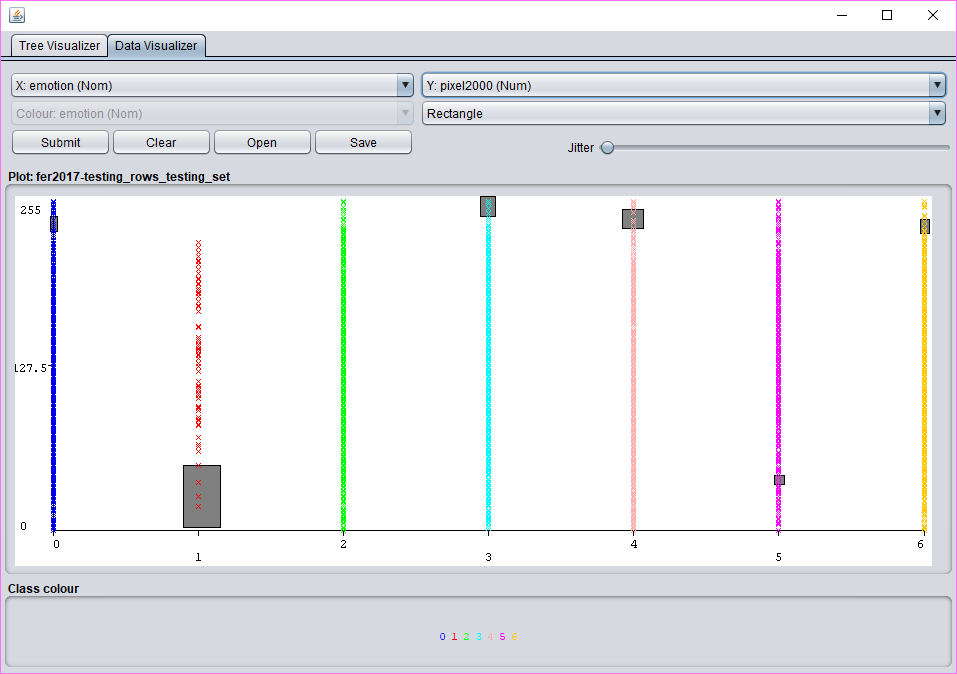 Tree Visualizer Data Visualizer
X: emotion (Nom) Y: pixel2000 (Num)
Colour: emotion (Nom) Rectangle
Submit Clear Open Save Jitter
Plot: fer2017-testing_rows_testing_set
255
127.5
0
0 2 4 6
1 3 5
Class colour
0 1 2 3 4 5 6